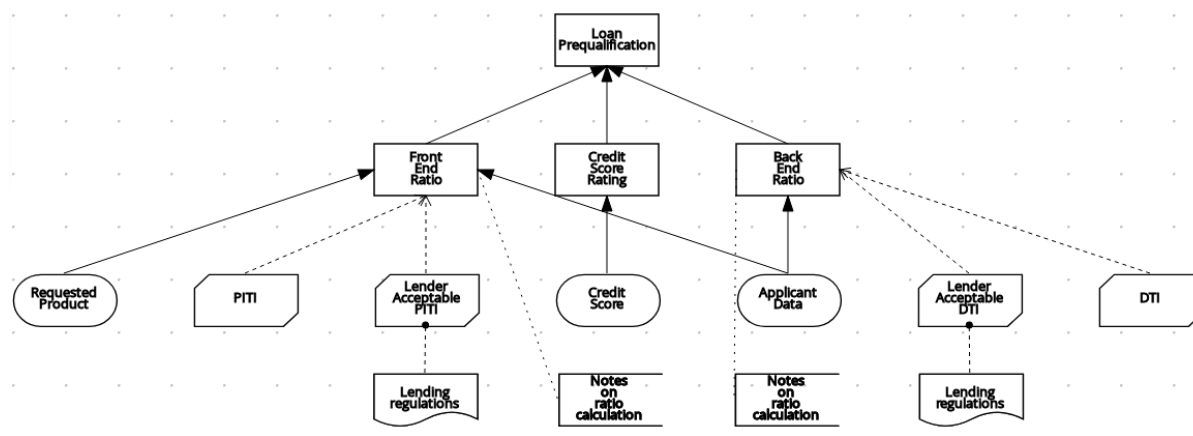 Loan
Prequalification
Front
End
Ratio
Credit
Score
Rating
Back
End
Ratio
Requested
Product
PITI
Lender
Acceptable
PITI
Credit
Score
Applicant
Data
Lender
Acceptable
DTI
DTI
Lending
regulations
Notes
on
ratio
calculation
Notes
on
ratio
calculation
Lending
regulations